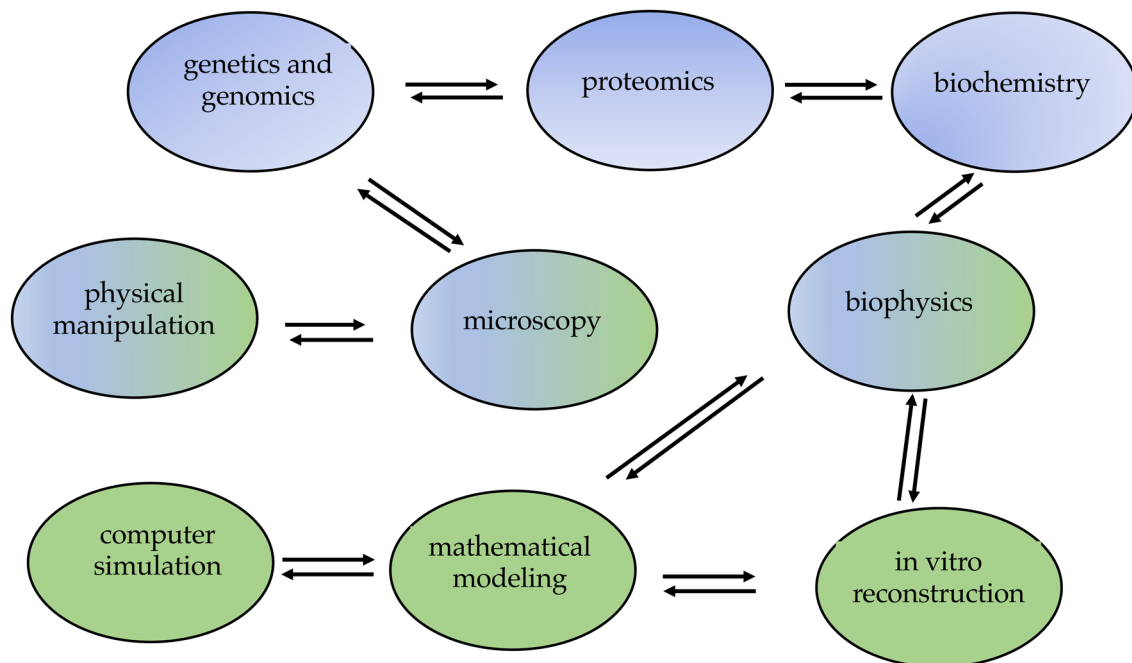 genetics and
genomics
proteomics
biochemistry
physical
manipulation
microscopy
biophysics
computer
simulation
mathematical
modeling
in vitro
reconstruction